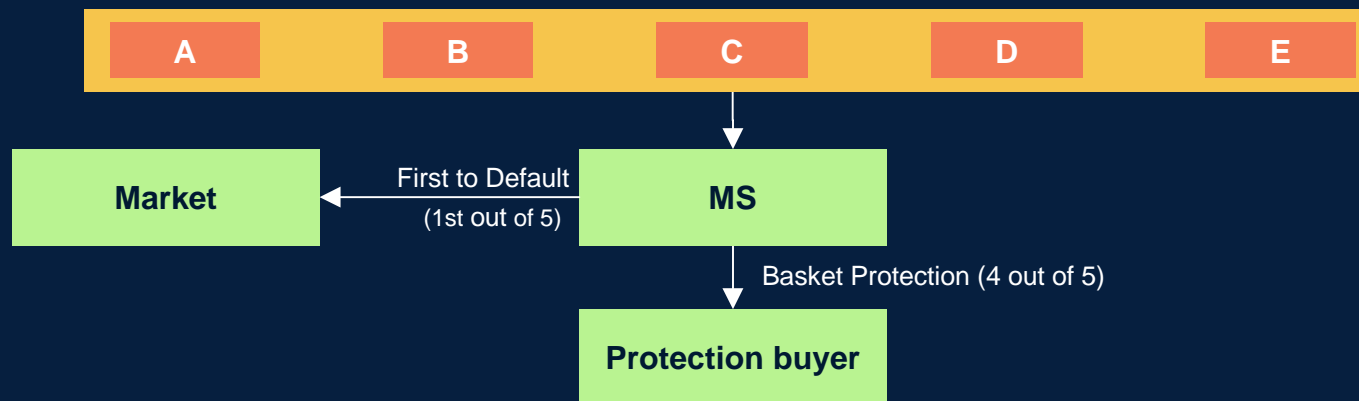 A
B
C
D
E
Market
First to Default
(1st out of 5)
MS
Basket Protection (4 out of 5)
Protection buyer